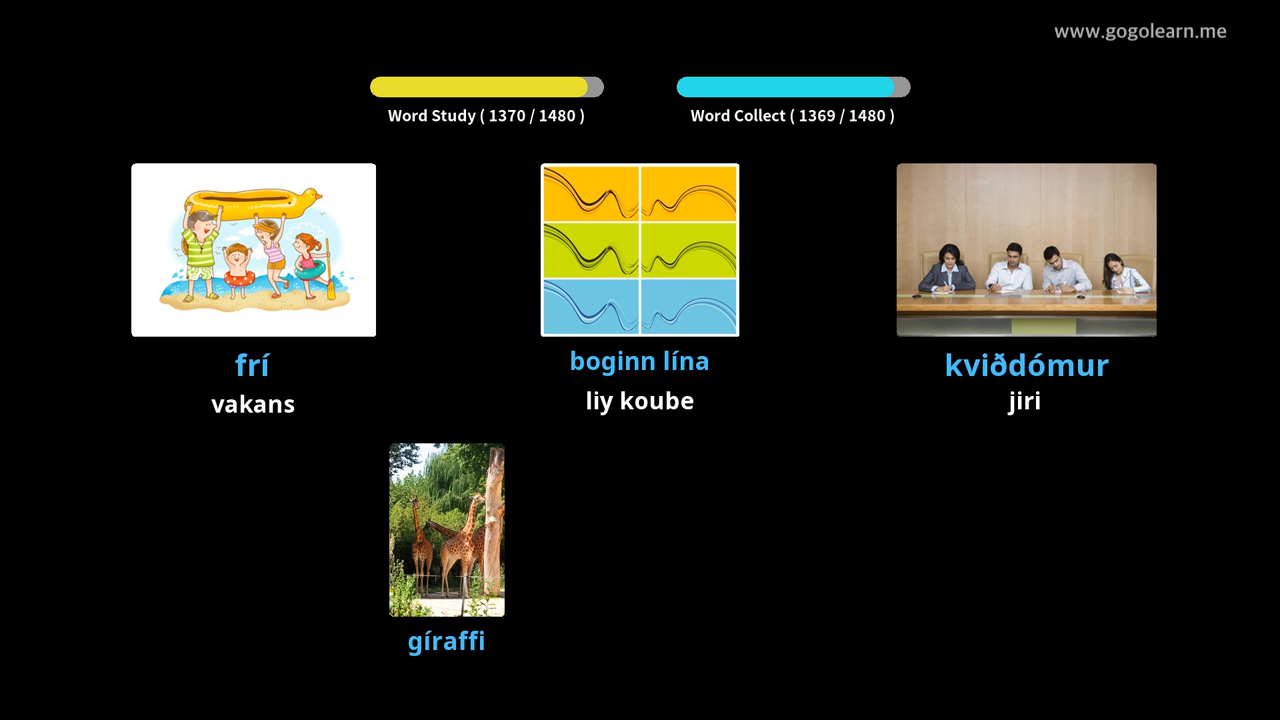 www.gogolearn.me
Word Study ( 1370 / 1480 )
Word Collect ( 1369 / 1480 )
frí
boginn lína
kviðdómur
vakans
liy koube
jiri
gíraffi